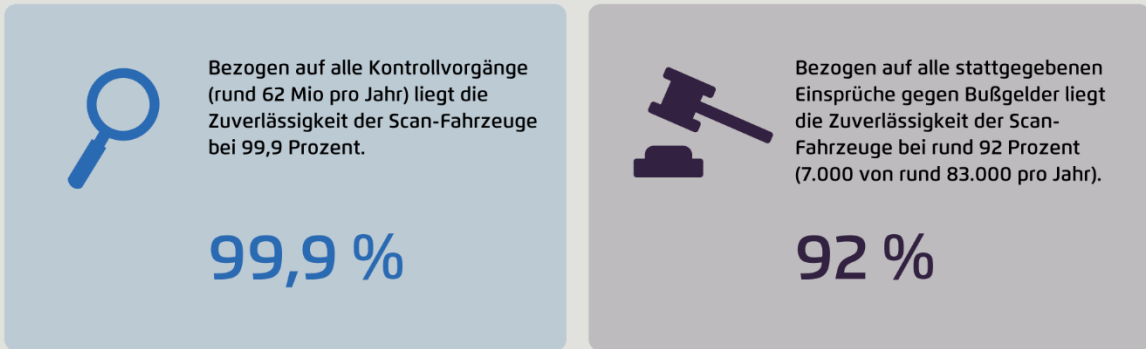 Bezogen auf alle Kontrollvorgänge
(rund 62 Mio pro Jahr) liegt die
Zuverlässigkeit der Scan-Fahrzeuge
bei 99,9 Prozent.
99,9 %
Bezogen auf alle stattgegebenen
Einsprüche gegen Bußgelder liegt
die Zuverlässigkeit der Scan-
Fahrzeuge bei rund 92 Prozent
(7.000 von rund 83.000 pro Jahr).
92 %